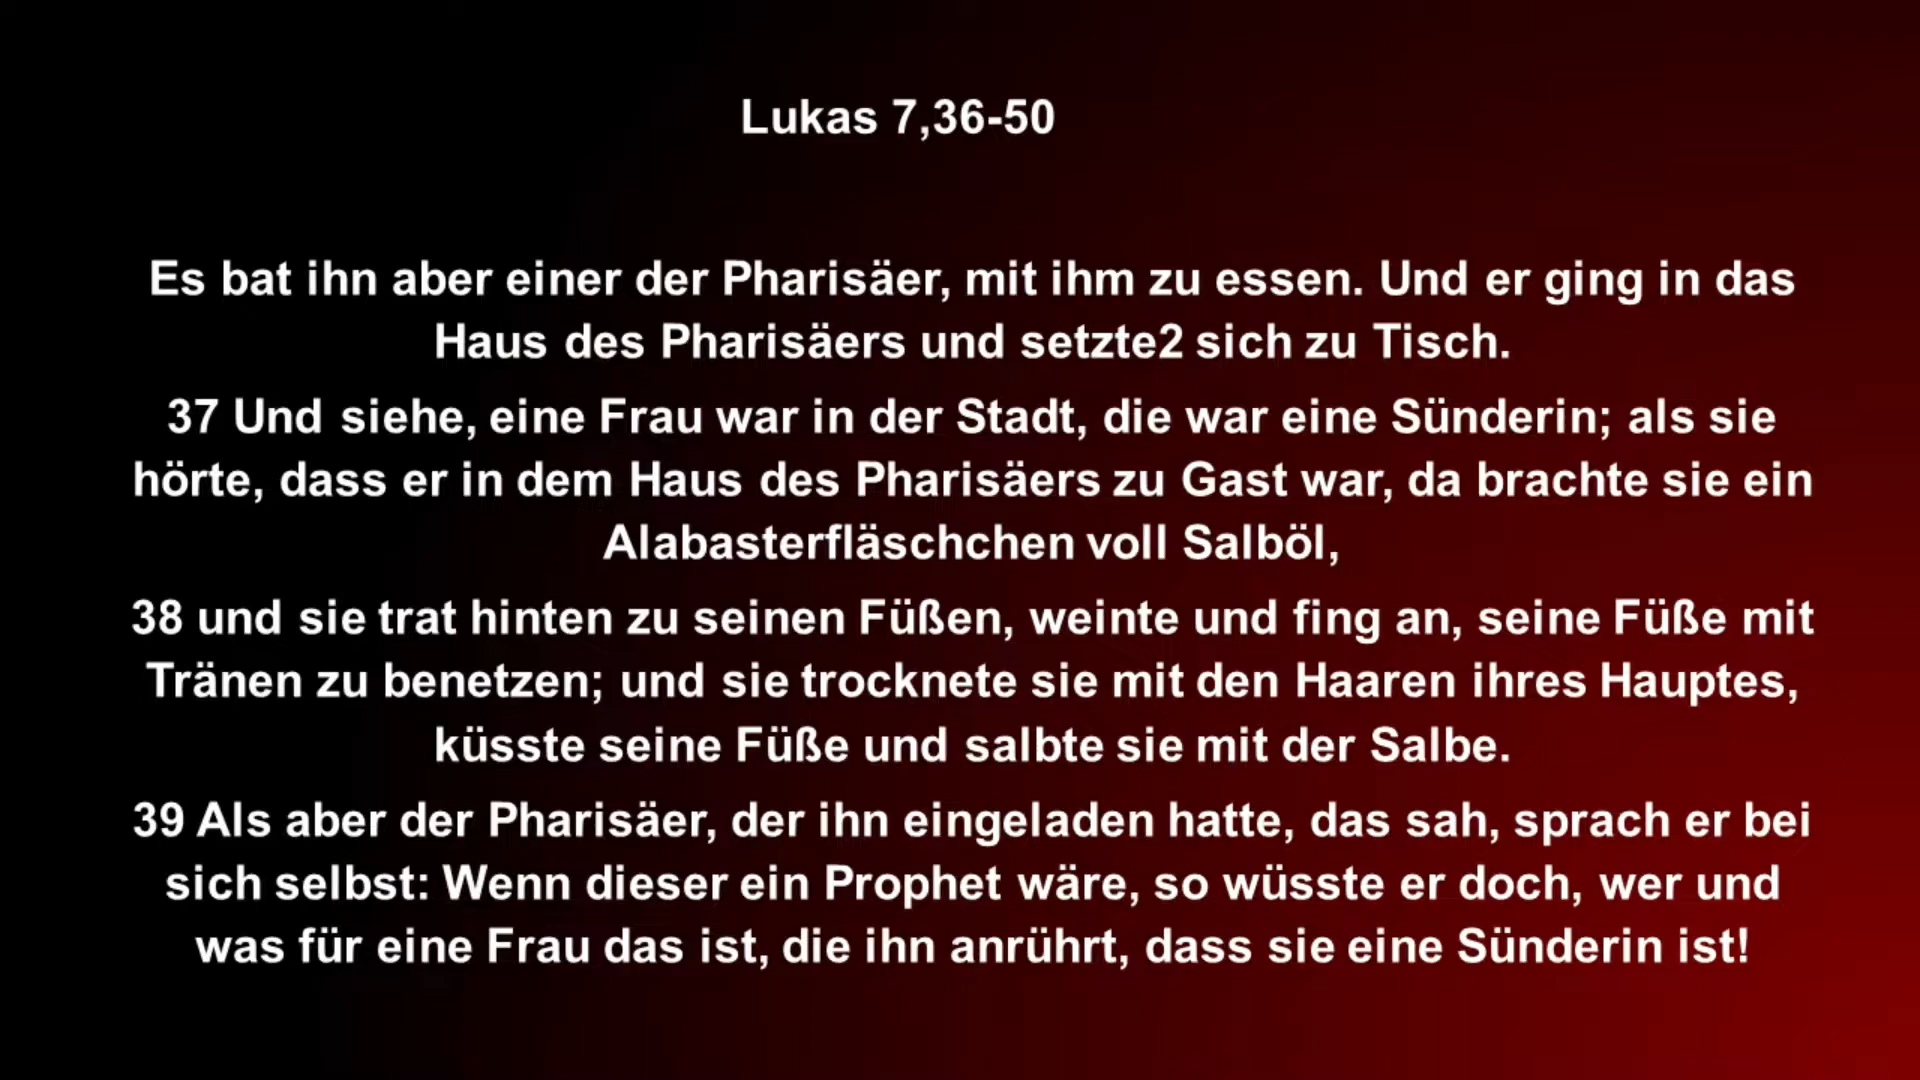 Lukas 7,36-50
Es bat ihn aber einer der Pharisäer, mit ihm zu essen. Und er ging in das
Haus des Pharisäers und setzte2 sich zu Tisch.
37 Und siehe, eine Frau war in der Stadt, die war eine Sünderin; als sie
hörte, dass er in dem Haus des Pharisäers zu Gast war, da brachte sie ein
Alabasterfläschchen voll Salböl,
38 und sie trat hinten zu seinen Füßen, weinte und fing an, seine Füße mit
Tränen zu benetzen; und sie trocknete sie mit den Haaren ihres Hauptes,
küsste seine Füße und salbte sie mit der Salbe.
39 Als aber der Pharisäer, der ihn eingeladen hatte, das sah, sprach er bei
sich selbst: Wenn dieser ein Prophet wäre, so wüsste er doch, wer und
was für eine Frau das ist, die ihn anrührt, dass sie eine Sünderin ist!